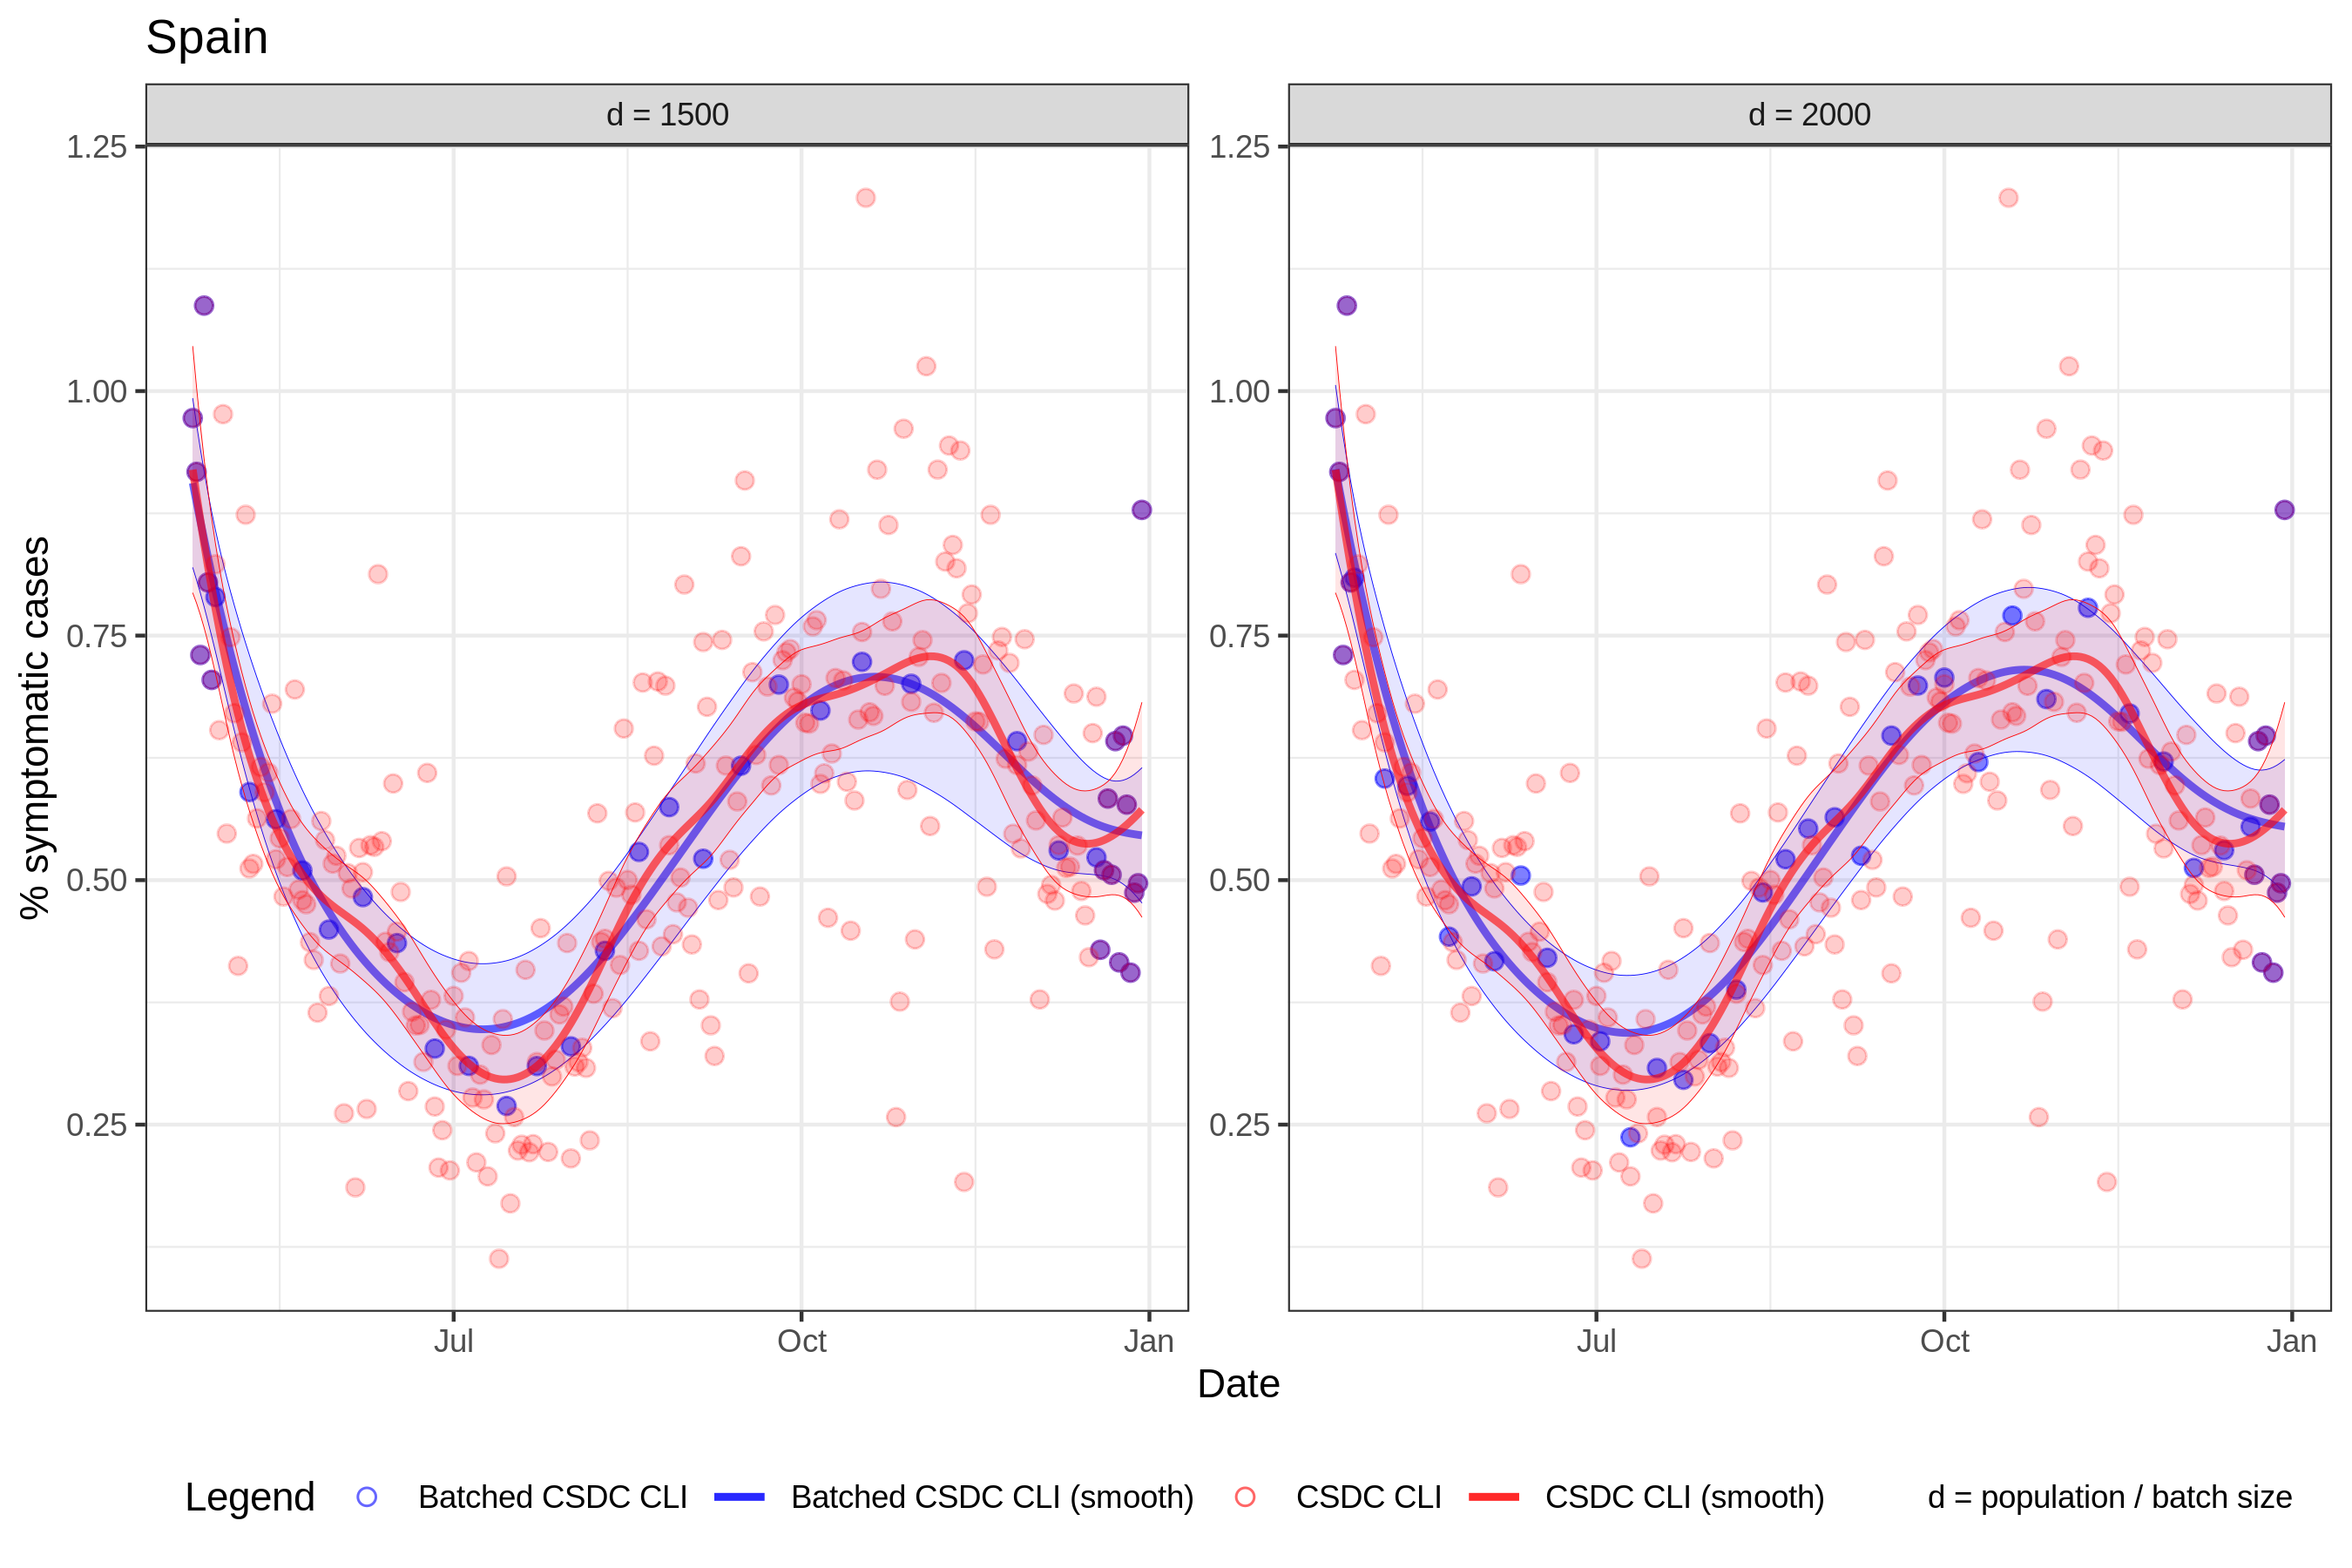 Spain
d = 1500
d = 2000
% symptomatic cases
1.25
1.00
0.75
0.50
0.25
1.25
1.00
0.75
0.50
0.25
Jul
Oct
Jan
Jul
Oct
Jan
Date
Legend
Batched CSDC CLI
Batched CSDC CLI (smooth)
CSDC CLI
CSDC CLI (smooth)
d = population / batch size